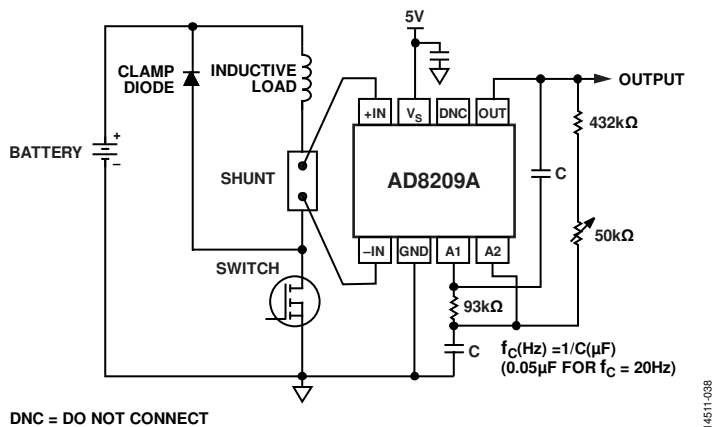 5V
CLAMP
DIODE
INDUCTIVE
LOAD
OUTPUT
+IN
VS
DNC
OUT
432kΩ
BATTERY
+
–
SHUNT
AD8209A
C
50kΩ
–IN
GND
A1
A2
SWITCH
93kΩ
C
fC(Hz) =1/C(µF)
(0.05µF FOR fC = 20Hz)
DNC = DO NOT CONNECT
14511-038